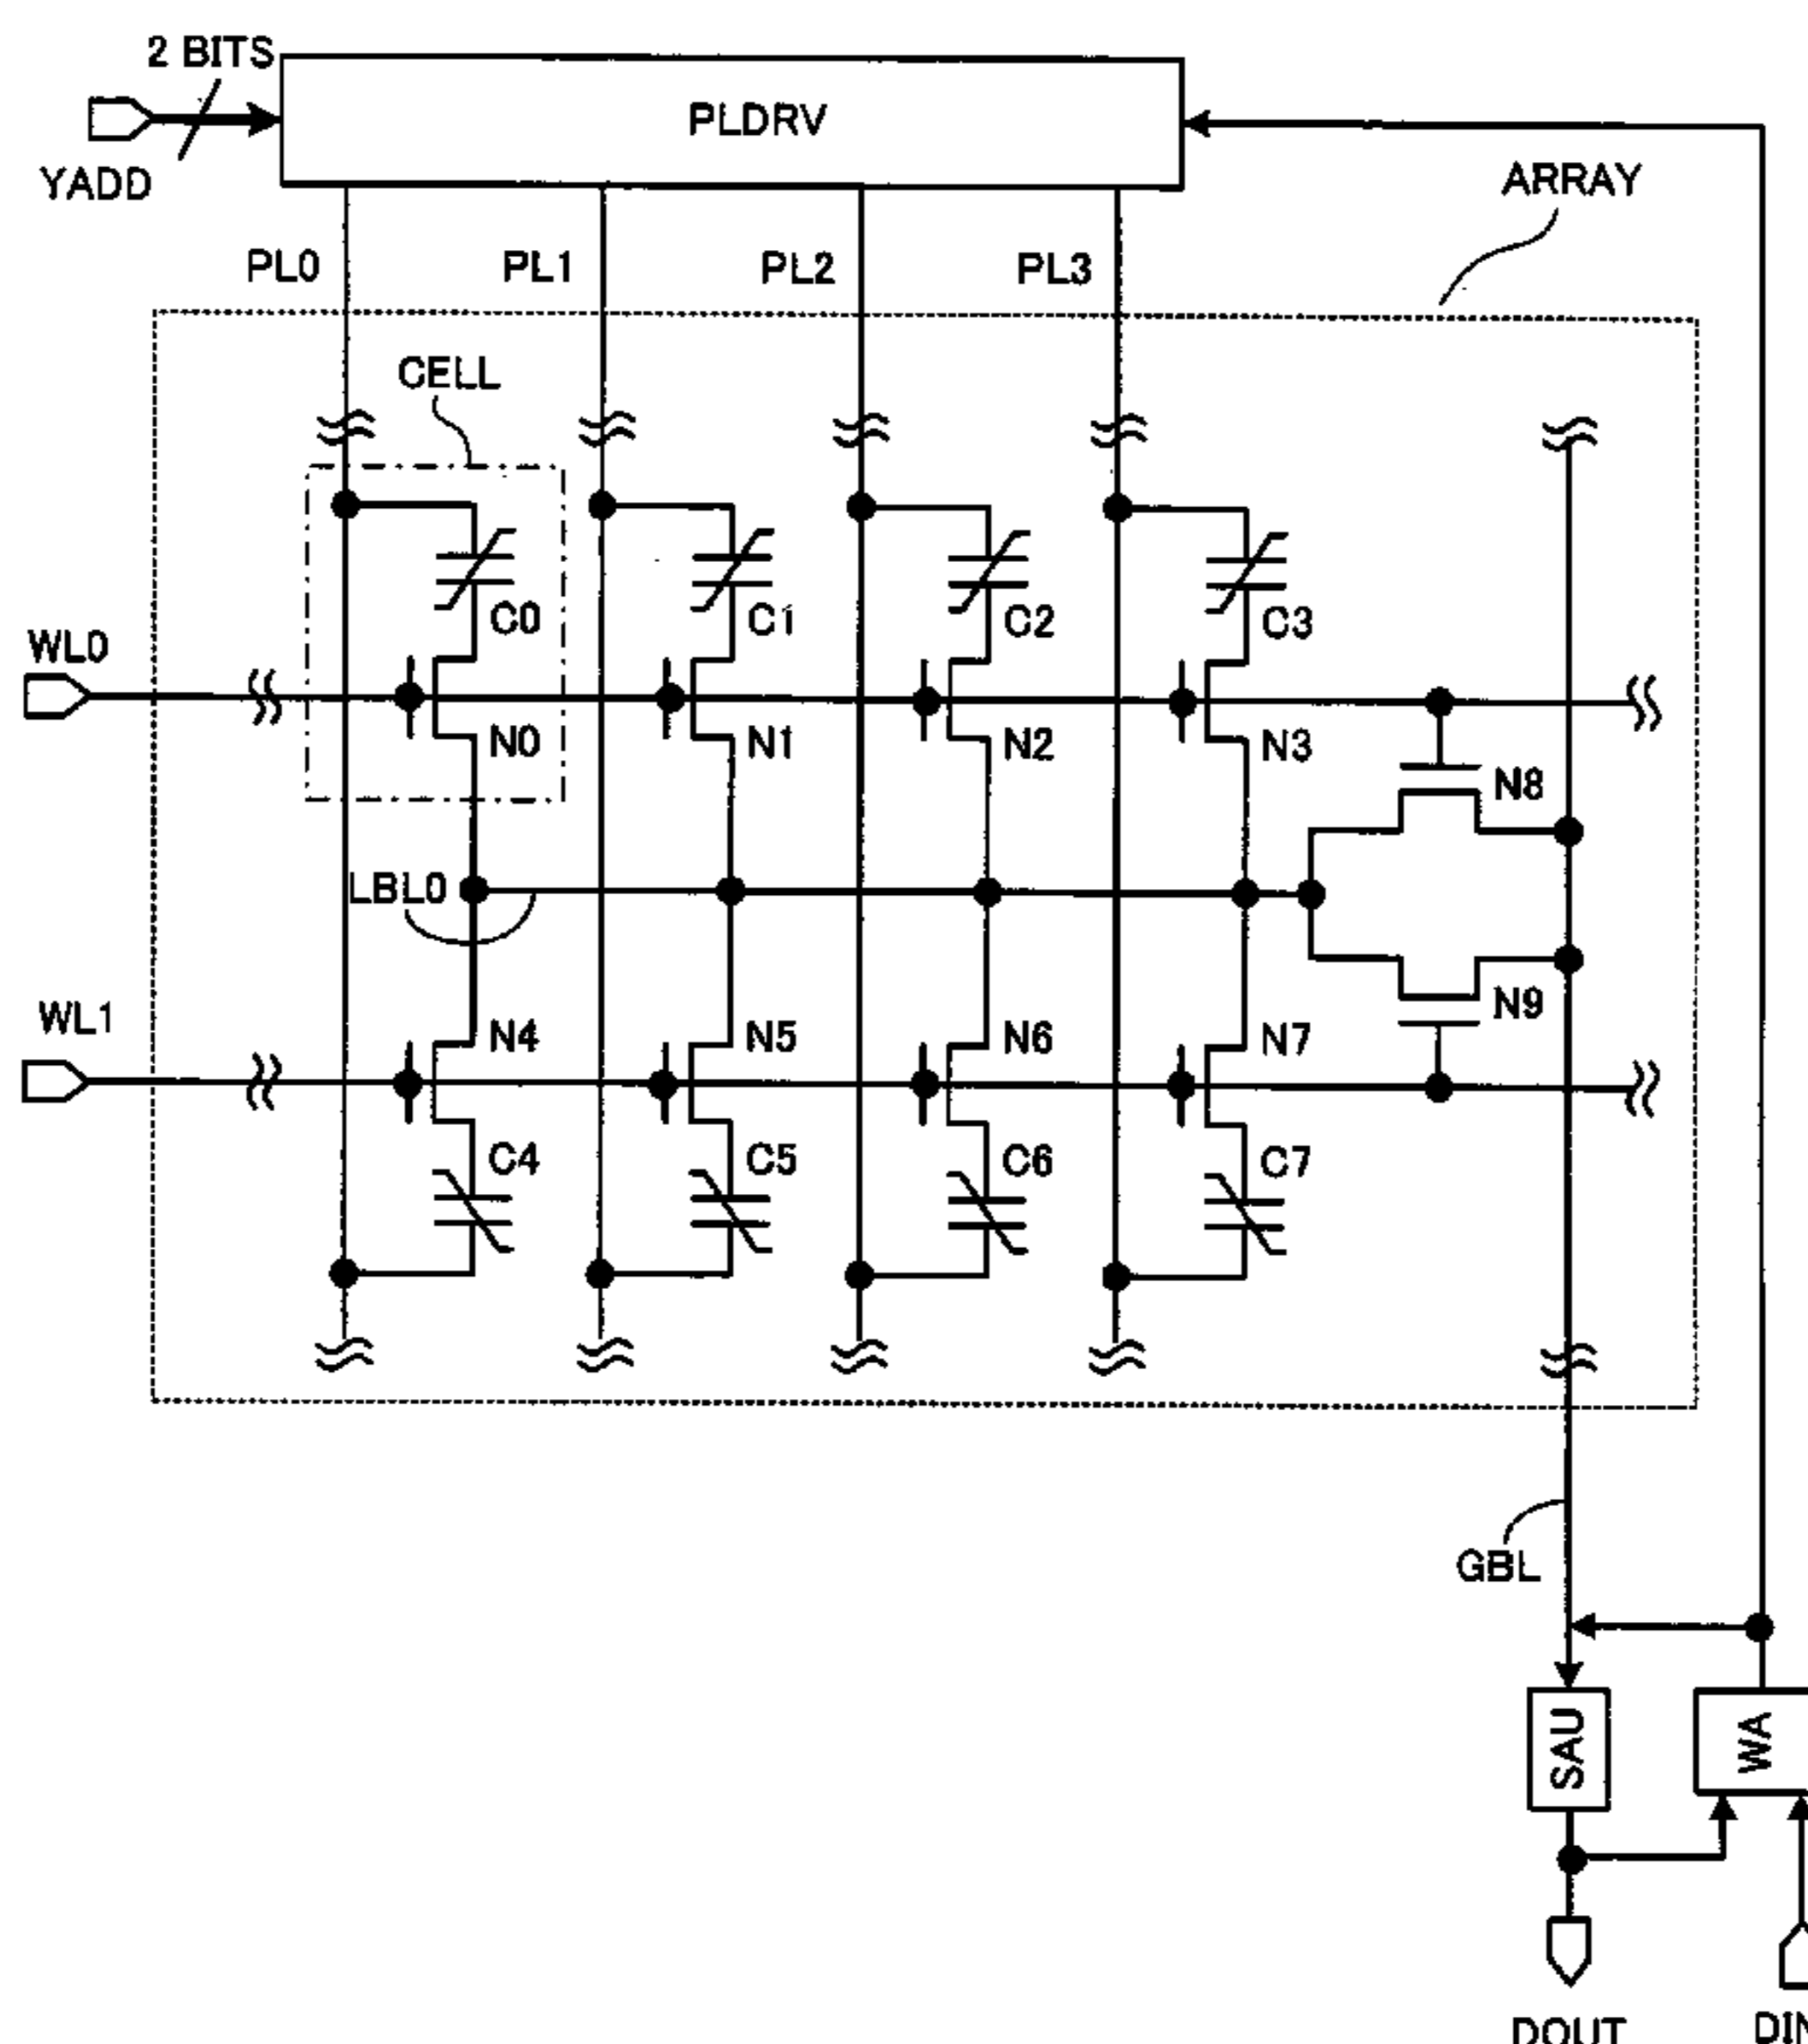 2 BITS
PLDRV
YADD
ARRAY
PL0
PL1
PL2
PL3
CELL
C0
C1
C2
C3
WL0
N0
N1
N2
N3
N8
LBL0
N9
WL1
N4
N5
N6
N7
C4
C5
C6
C7
GBL
SAU
WA
DOUT
DIN